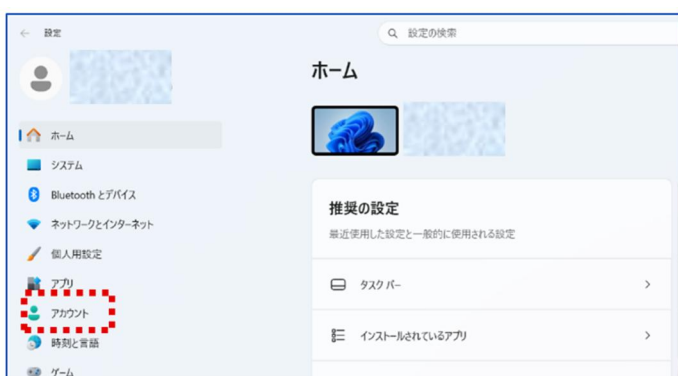 設定
設定の検索
ホーム
ホーム
システム
Bluetooth とデバイス
ネットワークとインターネット
個人用設定
アプリ
アカウント
時刻と言語
ゲーム
推奨の設定
最近使用した設定と一般的に使用される設定
タスク バー
インストールされているアプリ